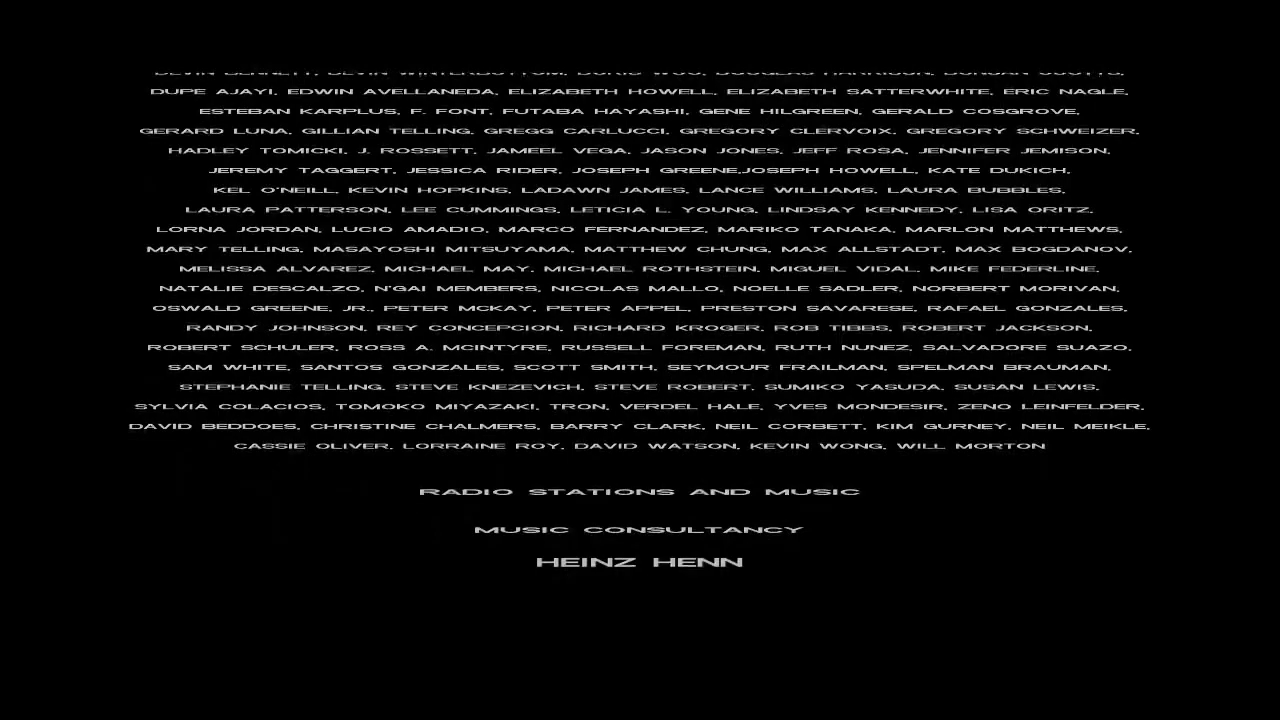 DUPE AJAYI, EDWIN AVELLANEDA, ELIZABETH HOWELL, ELIZABETH SATTERWHITE, ERIC NAGLE,
ESTEBAN KARPLUS, F. FONT, FUTABA HAYASHI, GENE HILGREEN, GERALD COSGROVE,
GERARD LUNA, GILLIAN TELLING, GREGG CARLUCCI, GREGORY CLERVOIX, GREGORY SCHWEIZER,
HADLEY TOMICKI, J. ROSSETT, JAMEEL VEGA, JASON JONES, JEFF ROSA, JENNIFER JEMISON,
JEREMY TAGGERT, JESSICA RIDER, JOSEPH GREENE,JOSEPH HOWELL, KATE DUKICH,
KEL O'NEILL, KEVIN HOPKINS, LADAWN JAMES, LANCE WILLIAMS, LAURA BUBBLES,
LAURA PATTERSON, LEE CUMMINGS, LETICIA L. YOUNG, LINDSAY KENNEDY, LISA ORITZ,
LORNA JORDAN, LUCIO AMADIO, MARCO FERNANDEZ, MARIKO TANAKA, MARLON MATTHEWS,
MARY TELLING, MASAYOSHI MITSUYAMA, MATTHEW CHUNG, MAX ALLSTADT, MAX BOGDANOV,
MELISSA ALVAREZ, MICHAEL MAY, MICHAEL ROTHSTEIN, MIGUEL VIDAL, MIKE FEDERLINE,
NATALIE DESCALZO, N'GAI MEMBERS, NICOLAS MALLO, NOELLE SADLER, NORBERT MORIVAN,
OSWALD GREENE, JR., PETER MCKAY, PETER APPEL, PRESTON SAVARESE, RAFAEL GONZALES,
RANDY JOHNSON, REY CONCEPCION, RICHARD KROGER, ROB TIBBS, ROBERT JACKSON,
ROBERT SCHULER, ROSS A. MCINTYRE, RUSSELL FOREMAN, RUTH NUNEZ, SALVADORE SUAZO,
SAM WHITE, SANTOS GONZALES, SCOTT SMITH, SEYMOUR FRAILMAN, SPELMAN BRAUMAN,
STEPHANIE TELLING, STEVE KNEZEVICH, STEVE ROBERT, SUMIKO YASUDA, SUSAN LEWIS,
SYLVIA COLACIOS, TOMOKO MIYAZAKI, TRON, VERDEL HALE, YVES MONDESIR, ZENO LEINFELDER,
DAVID BEDDOES, CHRISTINE CHALMERS, BARRY CLARK, NEIL CORBETT, KIM GURNEY, NEIL MEIKLE,
CASSIE OLIVER, LORRAINE ROY, DAVID WATSON, KEVIN WONG, WILL MORTON
RADIO STATIONS AND MUSIC
MUSIC CONSULTANCY
HEINZ HENN